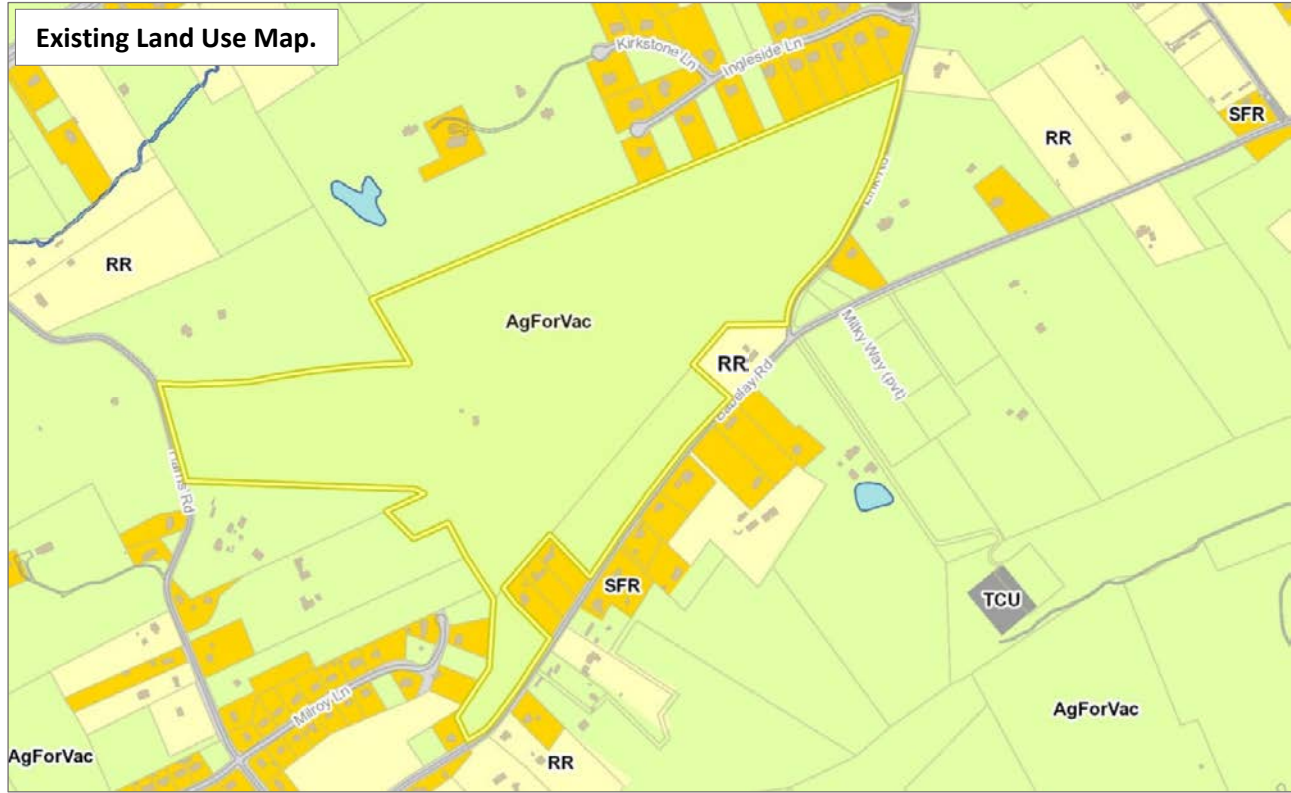 Existing Land Use Map.
Kirkstone Ln
Ingleside Ln
SFR
RR
RR
AgForVac
Milky Way (pvt)
RR
Rd
SFR
TCU
Milroy Ln
AgForVac
AgForVac
RR